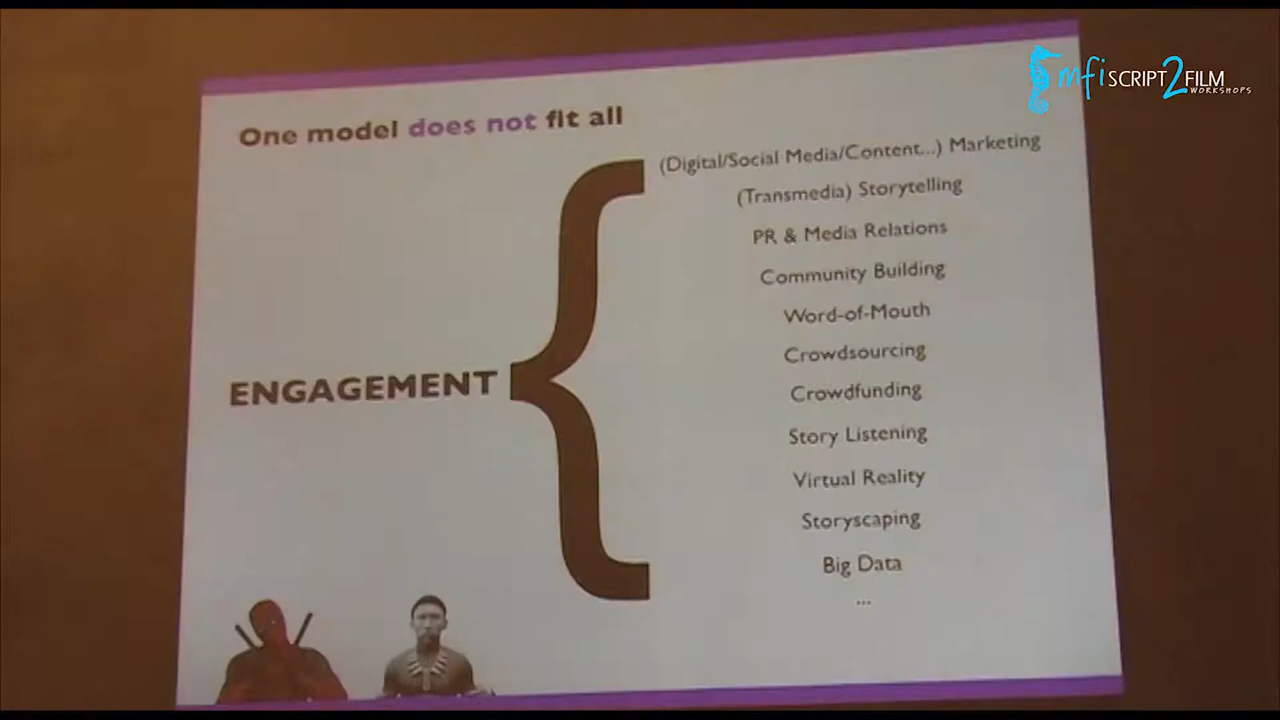 mfi SCRIPT2FILM
WORKSHOPS
One model does not fit all
ENGAGEMENT
(Digital/Social Media/Content...) Marketing
(Transmedia) Storytelling
PR & Media Relations
Community Building
Word-of-Mouth
Crowdsourcing
Crowdfunding
Story Listening
Virtual Reality
Storyscaping
Big Data
...